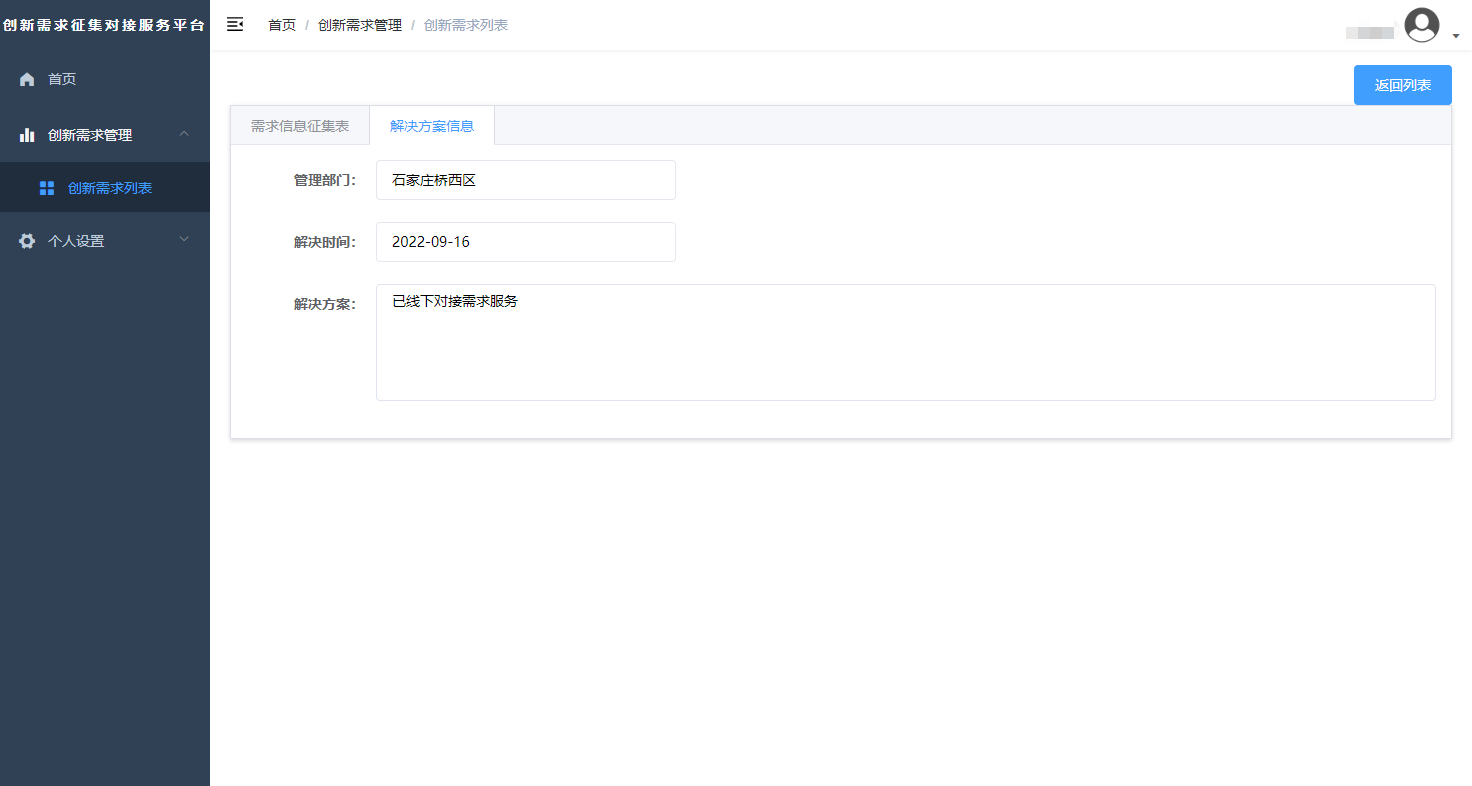 创新需求征集对接服务平台
首页 / 创新需求管理 / 创新需求列表
首页
创新需求管理
创新需求列表
个人设置
返回列表
需求信息征集表
解决方案信息
管理部门：
石家庄桥西区
解决时间：
2022-09-16
解决方案：
已线下对接需求服务